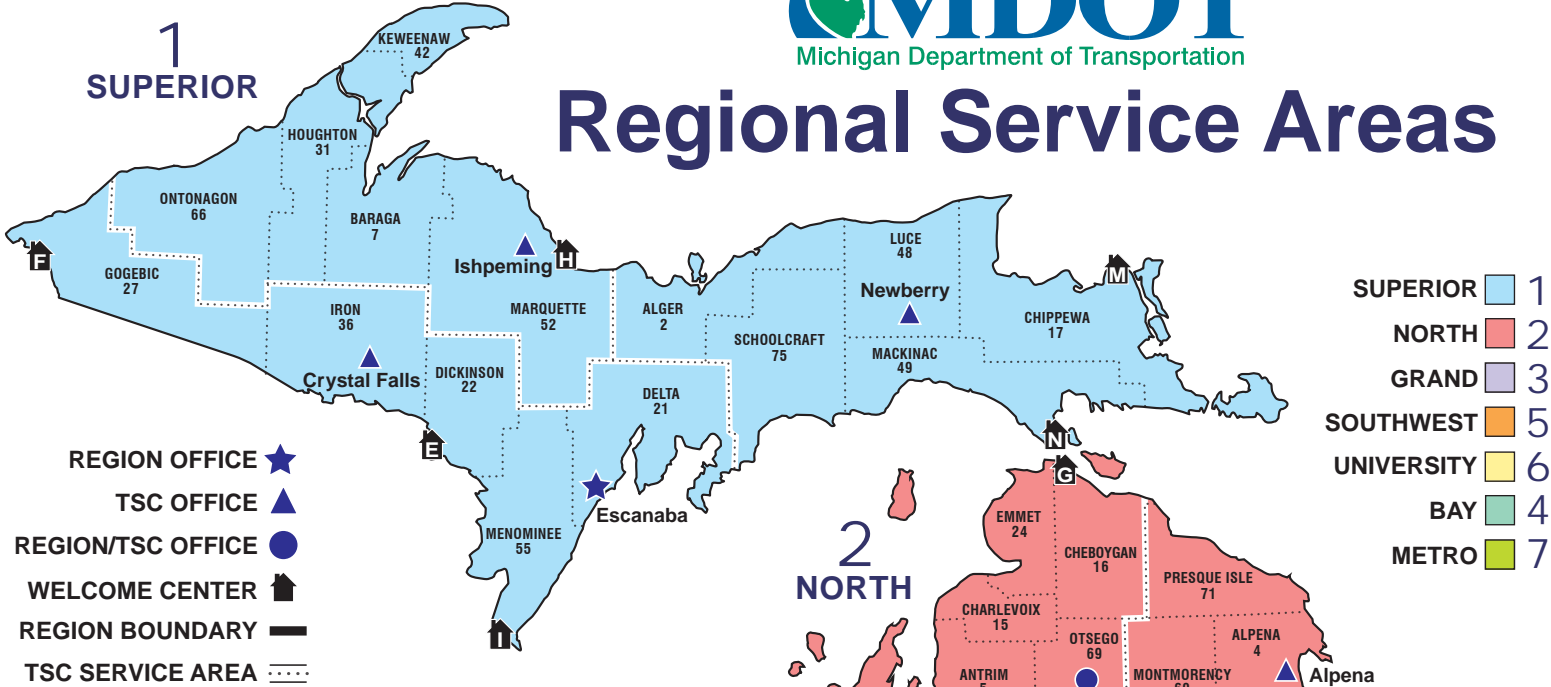 MDOT
Michigan Department of Transportation
Regional Service Areas
1
SUPERIOR
KEWEENAW
42
HOUGHTON
31
ONTONAGON
66
BARAGA
7
GOGEBIC
27
F
Ishpeming
H
IRON
36
Crystal Falls
MARQUETTE
52
DICKINSON
22
E
ALGER
2
SCHOOLCRAFT
75
LUCE
48
Newberry
MACKINAC
49
CHIPPEWA
17
M
DELTA
21
Escanaba
MENOMINEE
55
I
N
G
SUPERIOR 1
NORTH 2
GRAND 3
SOUTHWEST 5
UNIVERSITY 6
BAY 4
METRO 7
REGION OFFICE
TSC OFFICE
REGION/TSC OFFICE
WELCOME CENTER
REGION BOUNDARY
TSC SERVICE AREA
2
NORTH
EMMET
24
CHEBOYGAN
16
PRESQUE ISLE
71
CHARLEVOIX
15
OTSEGO
69
ALPENA
4
Alpena
ANTRIM
MONTMORENCY